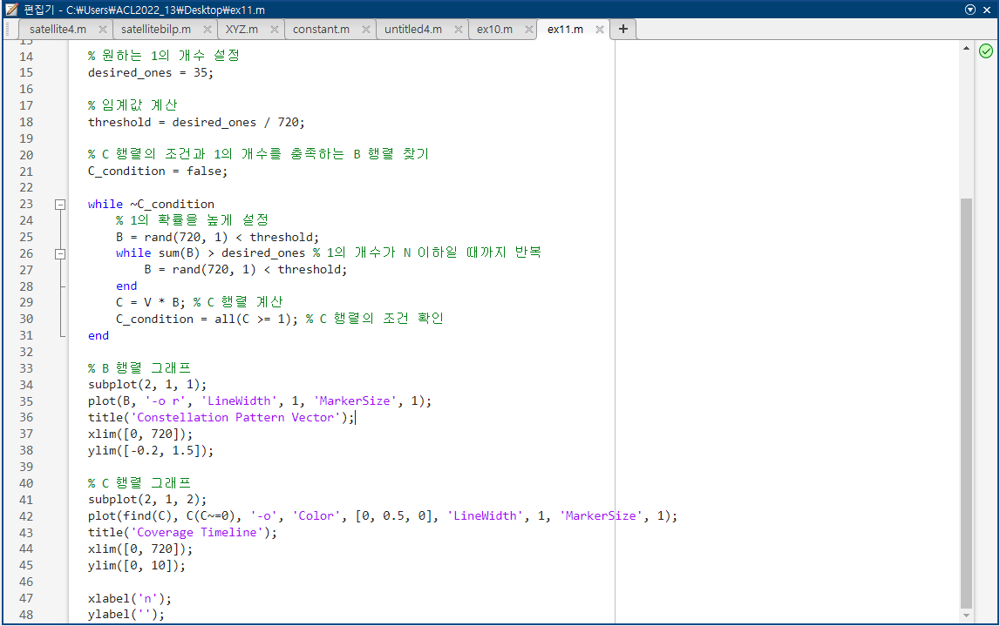 편집기 - C:₩Users₩ACL2022_13₩Desktop₩ex11.m
satellite4.m satellitebilp.m XYZ.m constant.m untitled4.m ex10.m ex11.m +
14 % 원하는 1의 개수 설정
15 desired_ones = 35;
16
17 % 임계값 계산
18 threshold = desired_ones / 720;
19
20 % C 행렬의 조건과 1의 개수를 충족하는 B 행렬 찾기
21 C_condition = false;
22
23 while ~C_condition
24 % 1의 확률을 높게 설정
25 B = rand(720, 1) < threshold;
26 while sum(B) > desired_ones % 1의 개수가 N 이하일 때까지 반복
27 B = rand(720, 1) < threshold;
28 end
29 C = V * B; % C 행렬 계산
30 C_condition = all(C >= 1); % C 행렬의 조건 확인
31 end
32
33 % B 행렬 그래프
34 subplot(2, 1, 1);
35 plot(B, '-o r', 'LineWidth', 1, 'MarkerSize', 1);
36 title('Constellation Pattern Vector');
37 xlim([0, 720]);
38 ylim([-0.2, 1.5]);
39
40 % C 행렬 그래프
41 subplot(2, 1, 2);
42 plot(find(C), C(C~=0), '-o', 'Color', [0, 0.5, 0], 'LineWidth', 1, 'MarkerSize', 1);
43 title('Coverage Timeline');
44 xlim([0, 720]);
45 ylim([0, 10]);
46
47 xlabel('n');
48 ylabel('');